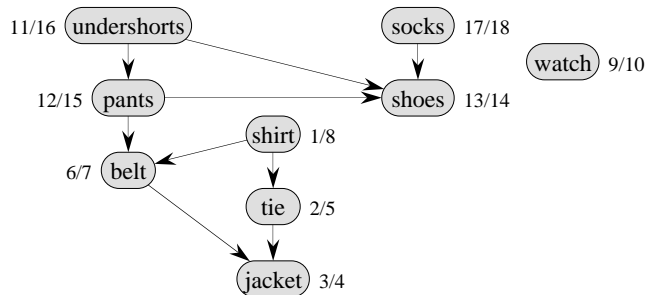 11/16 undershorts socks 17/18
watch 9/10
12/15 pants shoes 13/14
shirt 1/8
6/7 belt
tie 2/5
jacket 3/4